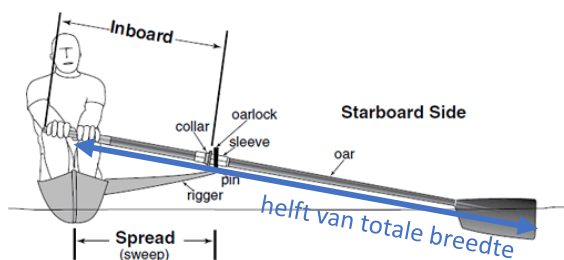 Inboard
oarlock
collar
sleeve
Starboard Side
oar
pin
rigger
helft van totale breedte
Spread
(sweep)